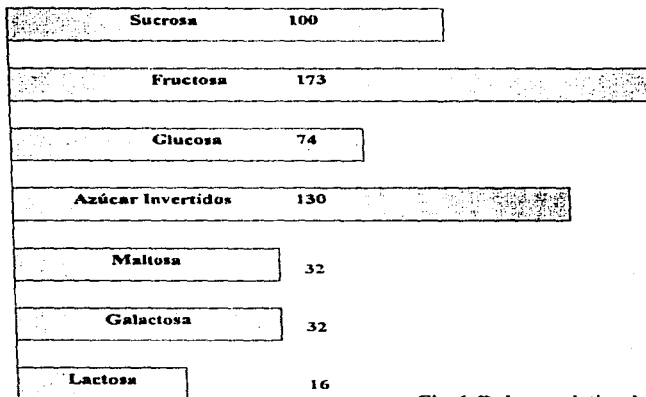 Sucrosa 100
Fructosa 173
Glucosa 74
Azúcar Invertidos 130
Maltosa 32
Galactosa 32
Lactosa 16